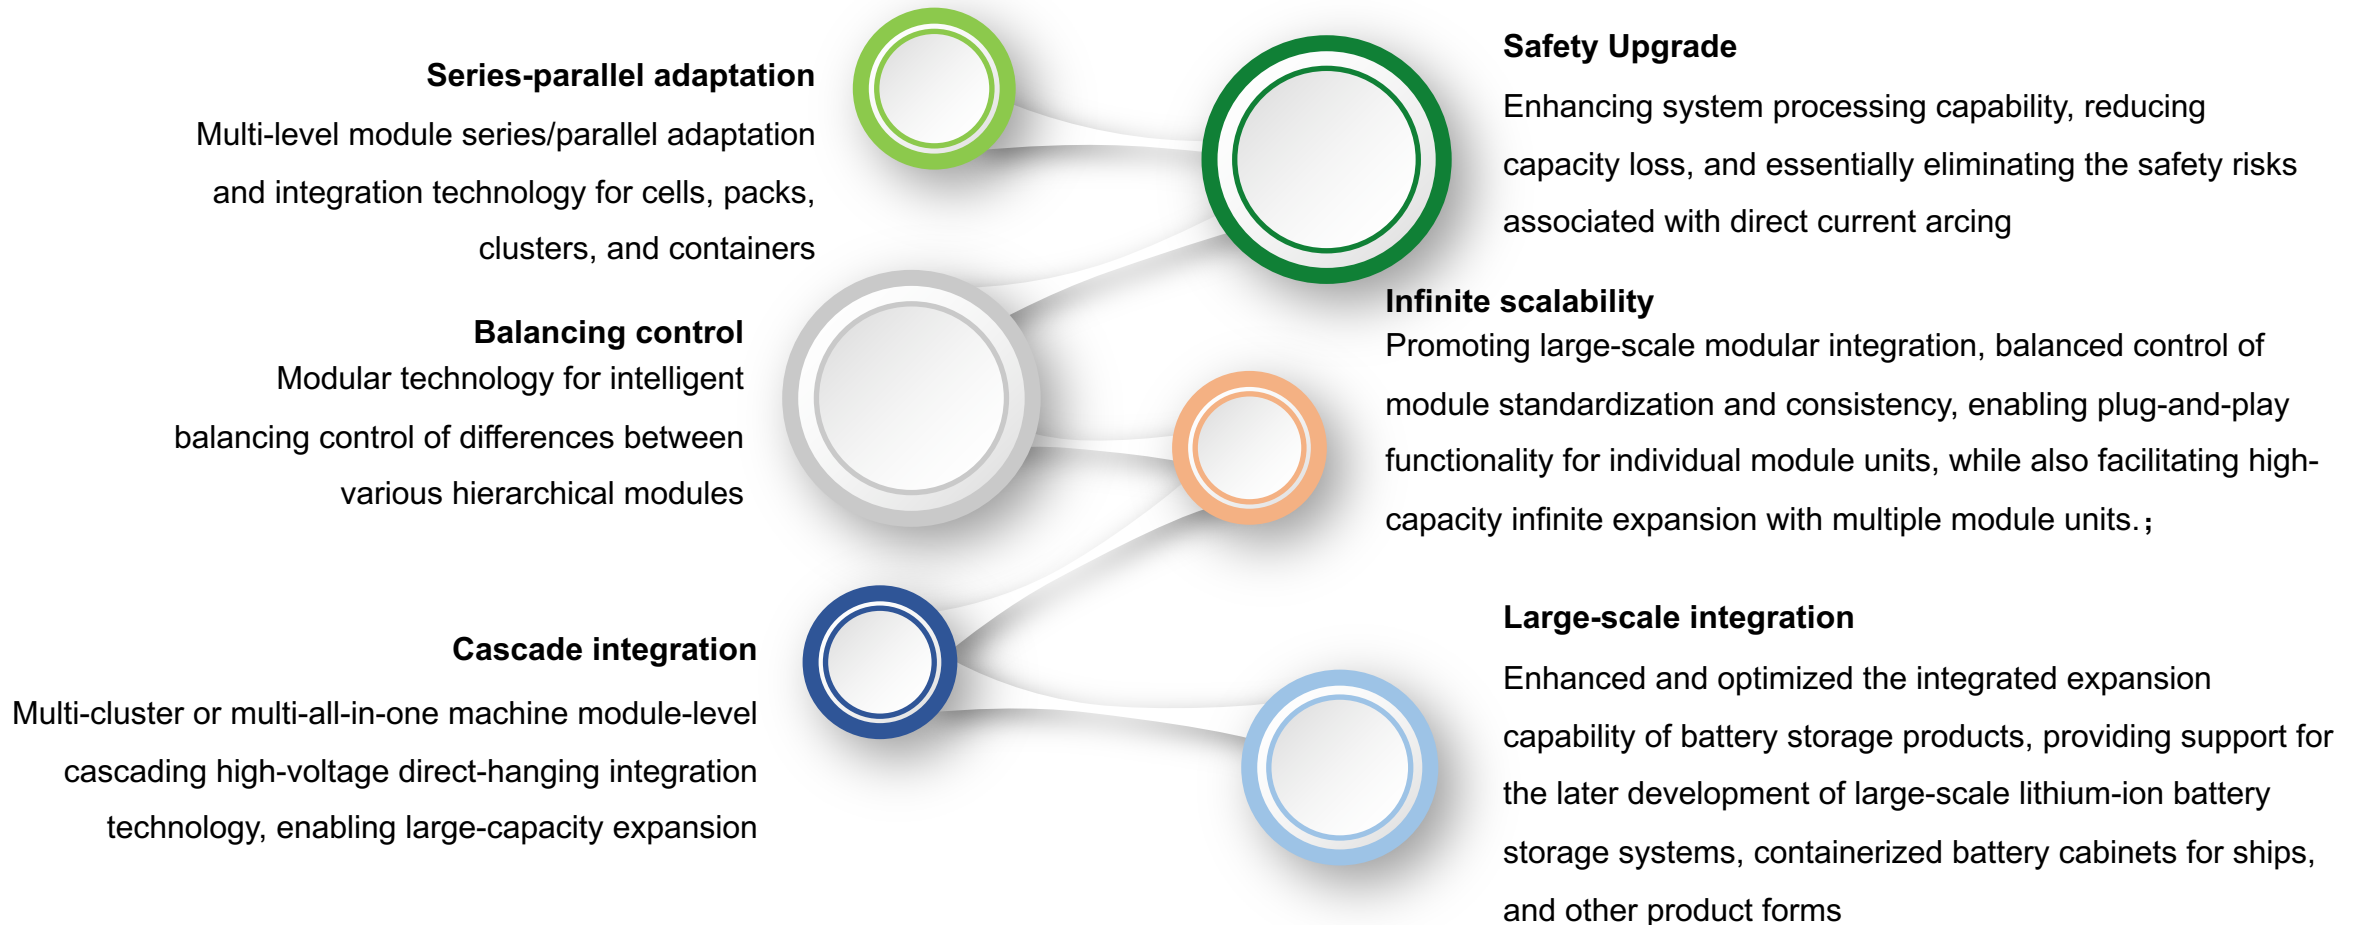 Series-parallel adaptation
Multi-level module series/parallel adaptation
and integration technology for cells, packs,
clusters, and containers
Safety Upgrade
Enhancing system processing capability, reducing
capacity loss, and essentially eliminating the safety risks
associated with direct current arcing
Balancing control
Modular technology for intelligent
balancing control of differences between
various hierarchical modules
Infinite scalability
Promoting large-scale modular integration, balanced control of
module standardization and consistency, enabling plug-and-play
functionality for individual module units, while also facilitating high-
capacity infinite expansion with multiple module units.；
Cascade integration
Multi-cluster or multi-all-in-one machine module-level
cascading high-voltage direct-hanging integration
technology, enabling large-capacity expansion
Large-scale integration
Enhanced and optimized the integrated expansion
capability of battery storage products, providing support for
the later development of large-scale lithium-ion battery
storage systems, containerized battery cabinets for ships,
and other product forms